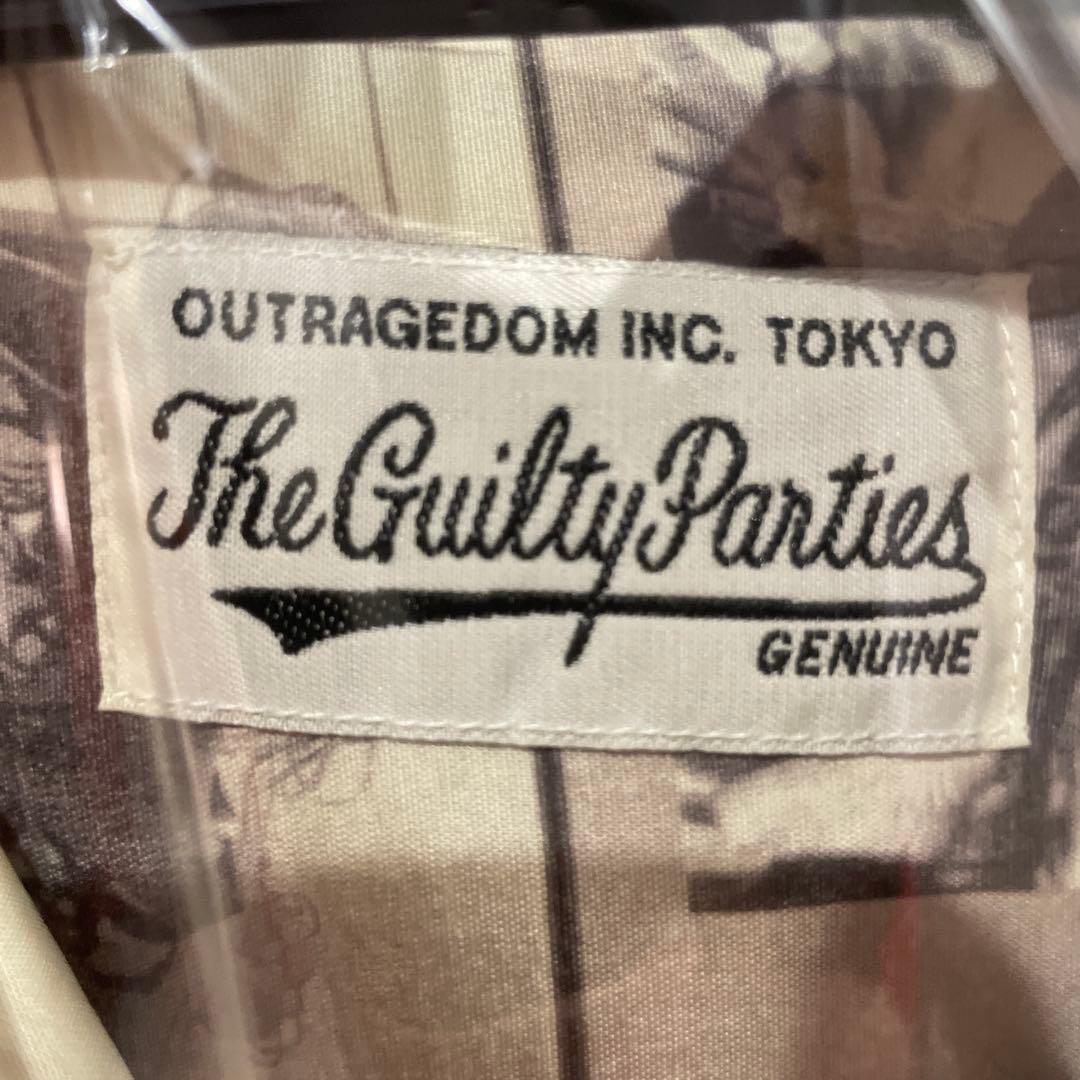 OUTRAGEDOM INC. TOKYO
The Guilty Parties
GENUINE